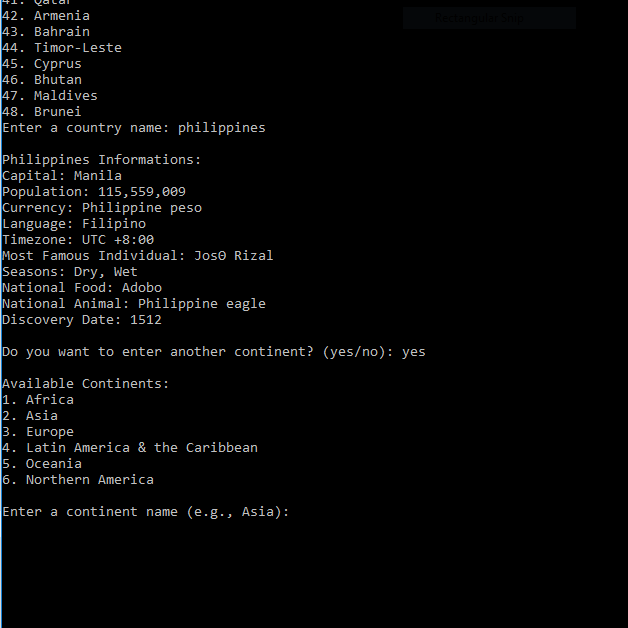 41. Qatar
42. Armenia
43. Bahrain
44. Timor-Leste
45. Cyprus
46. Bhutan
47. Maldives
48. Brunei
Enter a country name: philippines
Philippines Informations:
Capital: Manila
Population: 115,559,009
Currency: Philippine peso
Language: Filipino
Timezone: UTC +8:00
Most Famous Individual: JosΘ Rizal
Seasons: Dry, Wet
National Food: Adobo
National Animal: Philippine eagle
Discovery Date: 1512
Do you want to enter another continent? (yes/no): yes
Available Continents:
1. Africa
2. Asia
3. Europe
4. Latin America & the Caribbean
5. Oceania
6. Northern America
Enter a continent name (e.g., Asia):